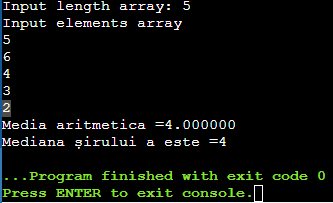 Input length array: 5
Input elements array
5
6
4
3
2
Media aritmetica =4.000000
Mediana șirului a este =4
...Program finished with exit code 0
Press ENTER to exit console.